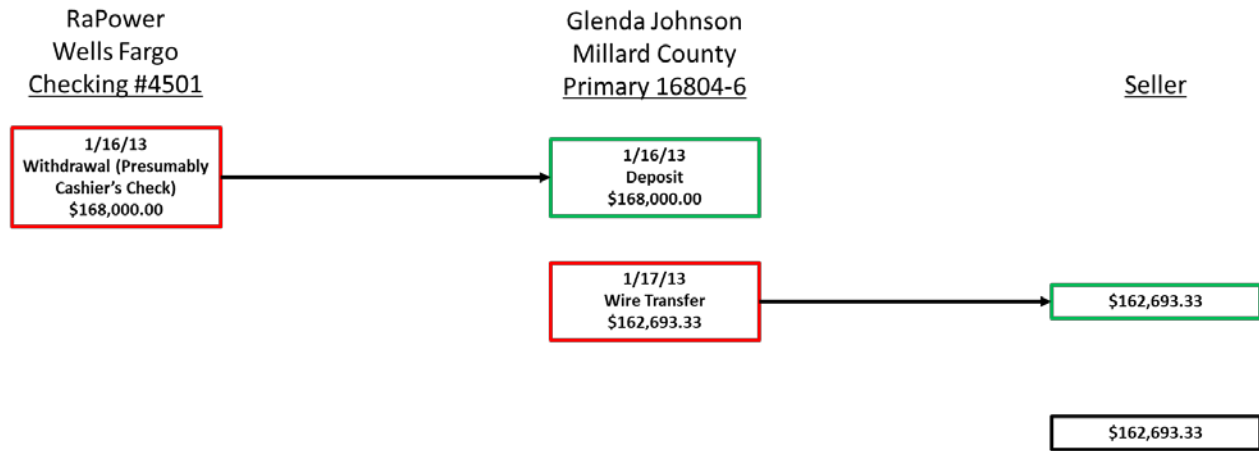 RaPower
Wells Fargo
Checking #4501
Glenda Johnson
Millard County
Primary 16804-6
Seller
1/16/13
Withdrawal (Presumably
Cashier's Check)
$168,000.00
1/16/13
Deposit
$168,000.00
1/17/13
Wire Transfer
$162,693.33
$162,693.33
$162,693.33